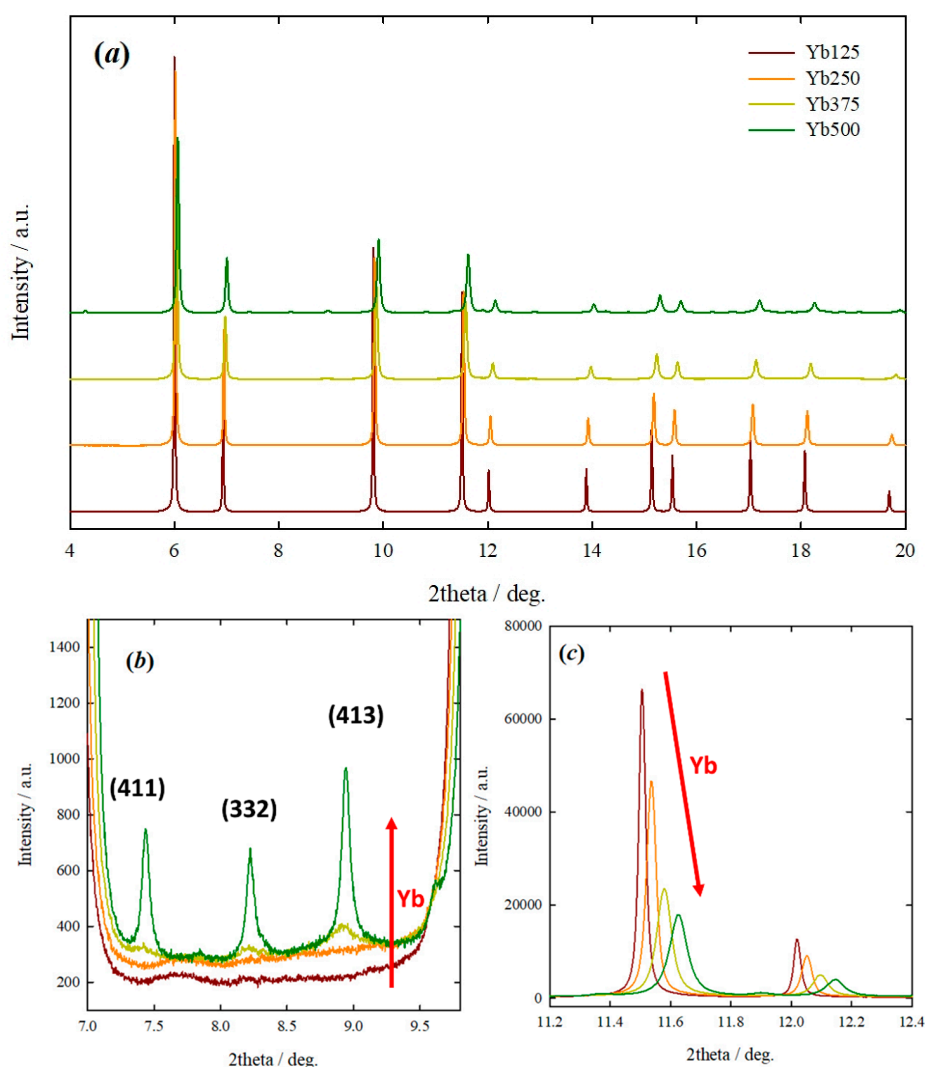 (a)
Yb125
Yb250
Yb375
Yb500
Intensity / a.u.
4 6 8 10 12 14 16 18 20
2theta / deg.
(b)
1400
1200
1000
800
600
400
200
(413)
(411)
(332)
Yb
Intensity / a.u.
7.0 7.5 8.0 8.5 9.0 9.5
2theta / deg.
(c)
80000
60000
40000
20000
0
Yb
Intensity / a.u.
11.2 11.4 11.6 11.8 12.0 12.2 12.4
2theta / deg.